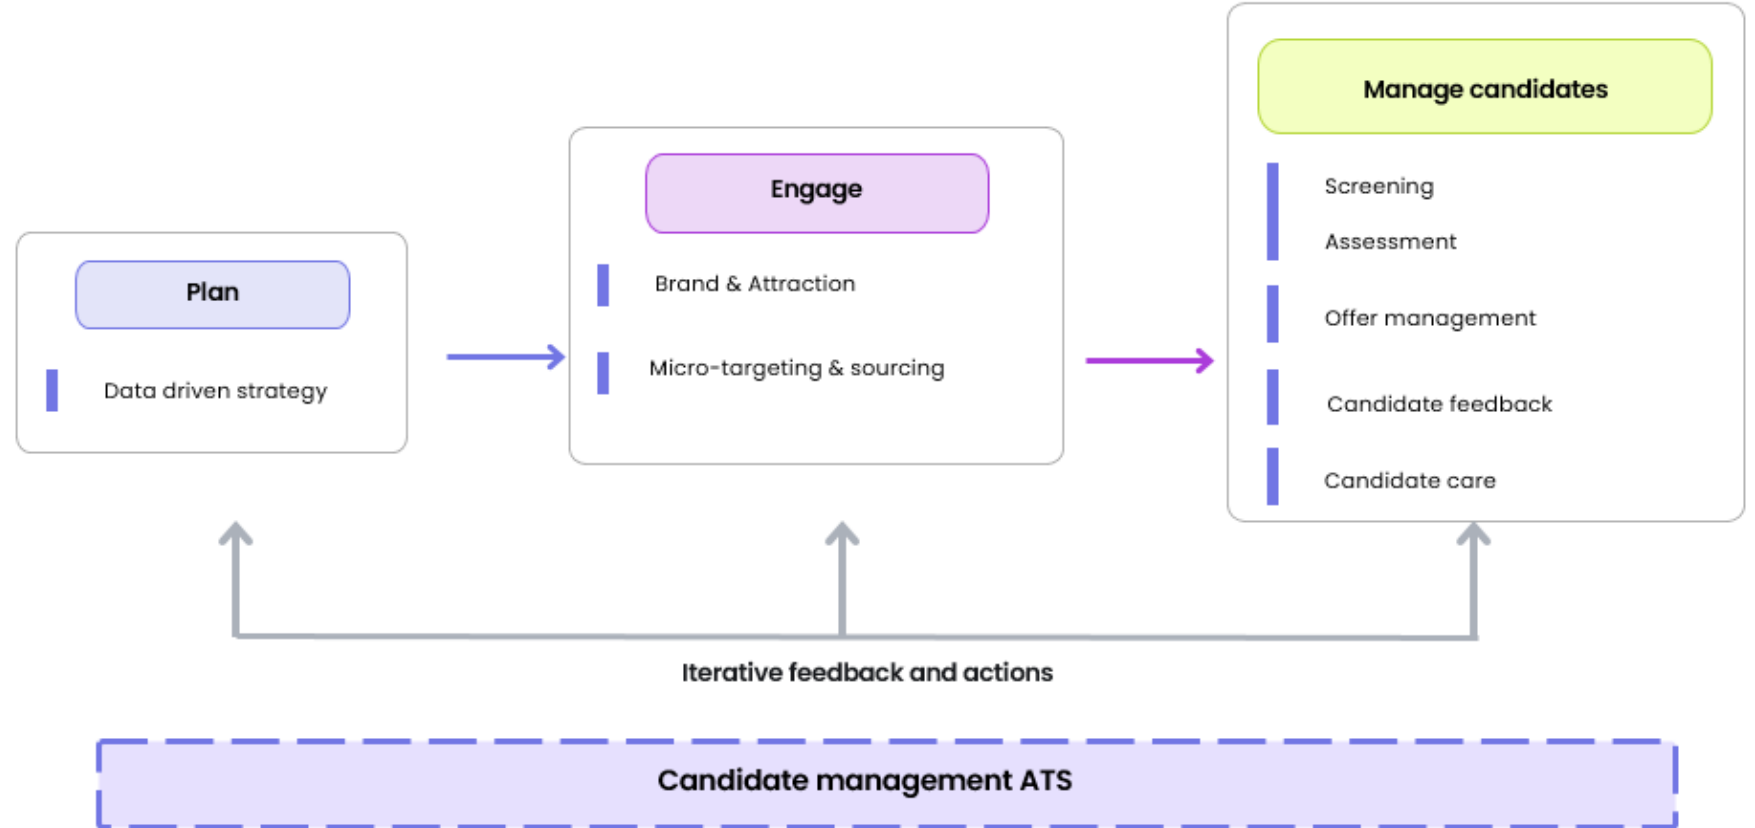 Plan
Data driven strategy
Engage
Brand & Attraction
Micro-targeting & sourcing
Manage candidates
Screening
Assessment
Offer management
Candidate feedback
Candidate care
Iterative feedback and actions
Candidate management ATS